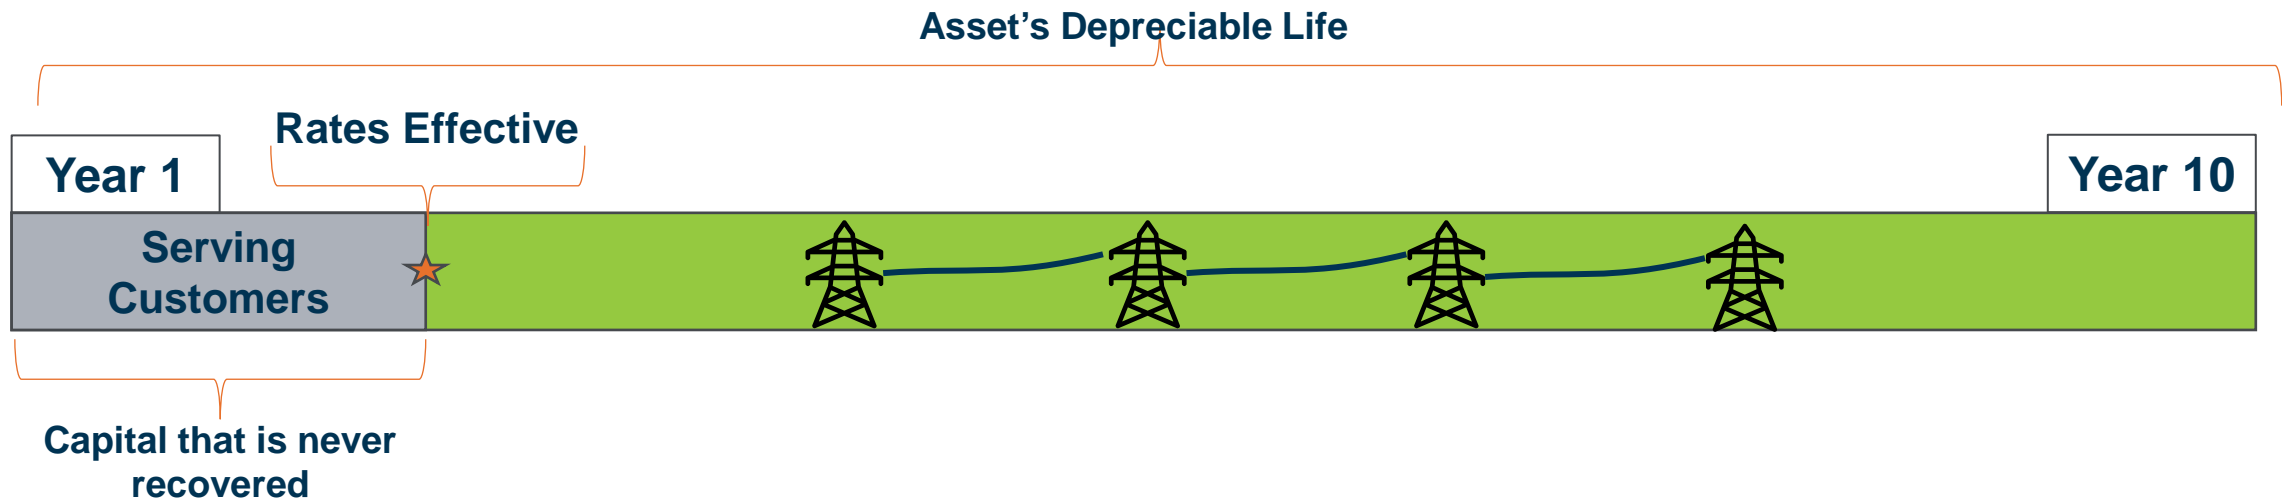 Asset’s Depreciable Life
Rates Effective
Year 1
Year 10
Serving
Customers
Capital that is never
recovered